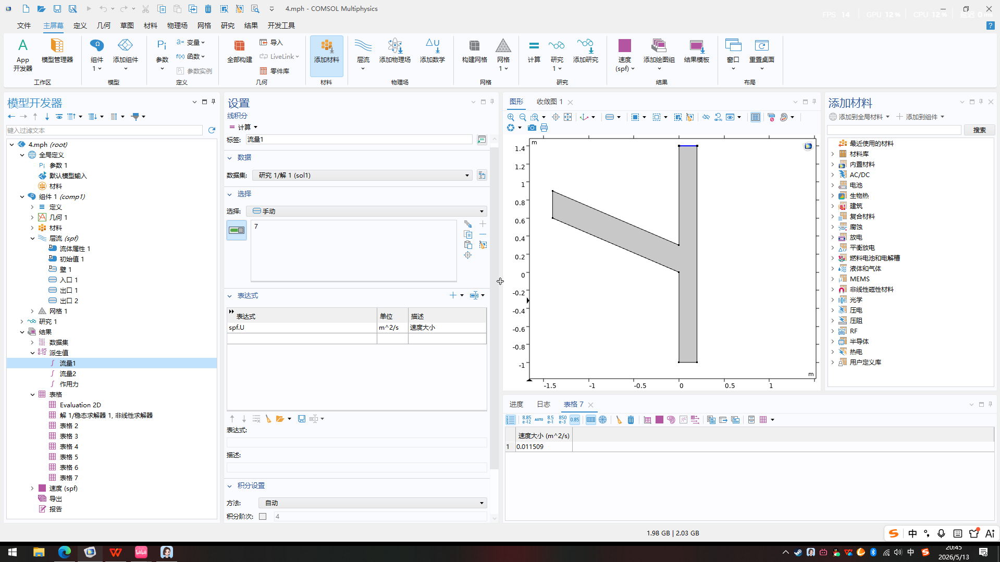 4.mph - COMSOL Multiphysics
FPS 14 GPU 12% CPU 12% 延迟 0 ms
文件 主屏幕 定义 几何 草图 材料 物理场 网格 研究 结果 开发工具
App 开发器
模型管理器
工作区
组件 1
添加组件
模型
Pi
参数
a= 变量
f(x) 函数
Pi 参数实例
定义
全部构建
导入
LiveLink
零件库
几何
添加材料
材料
层流
添加物理场
添加数学
物理场
构建网格
网格 1
网格
计算
研究 1
添加研究
研究
速度 (spf)
添加绘图组
结果模板
结果
窗口
重置桌面
布局
模型开发器
键入过滤文本
4.mph (root)
全局定义
Pi 参数 1
默认模型输入
材料
组件 1 (comp1)
定义
几何 1
材料
层流 (spf)
流体属性 1
初始值 1
壁 1
入口 1
出口 1
出口 2
网格 1
研究 1
结果
数据集
8.85 e-12 派生值
流量1
流量2
作用力
表格
Evaluation 2D
解 1/稳态求解器 1, 非线性求解器
表格 2
表格 3
表格 4
表格 5
表格 6
表格 7
速度 (spf)
导出
报告
设置
线积分
= 计算
标签: 流量1
数据
数据集: 研究 1/解 1 (sol1)
选择
选择: 手动
7
表达式
表达式 单位 描述
spf.U m^2/s 速度大小
表达式:
描述:
积分设置
方法: 自动
积分阶次: 4
图形 收敛图 1
m
1.4
1.2
1
0.8
0.6
0.4
0.2
0
-0.2
-0.4
-0.6
-0.8
-1
m
-1.5 -1 -0.5 0 0.5 1
进度 日志 表格 7
8.85 e-12 AUTO 8.5 e-1 850 e-3 0.85
速度大小 (m^2/s)
1 0.011509
添加材料
添加到全局材料 添加到组件
搜索
最近使用的材料
材料库
内置材料
AC/DC
电池
生物热
建筑
复合材料
腐蚀
放电
平衡放电
燃料电池和电解槽
液体和气体
MEMS
非线性磁性材料
光学
压电
压阻
RF
半导体
热电
用户定义库
1.98 GB | 2.03 GB
中
中
20:45
2026/5/13